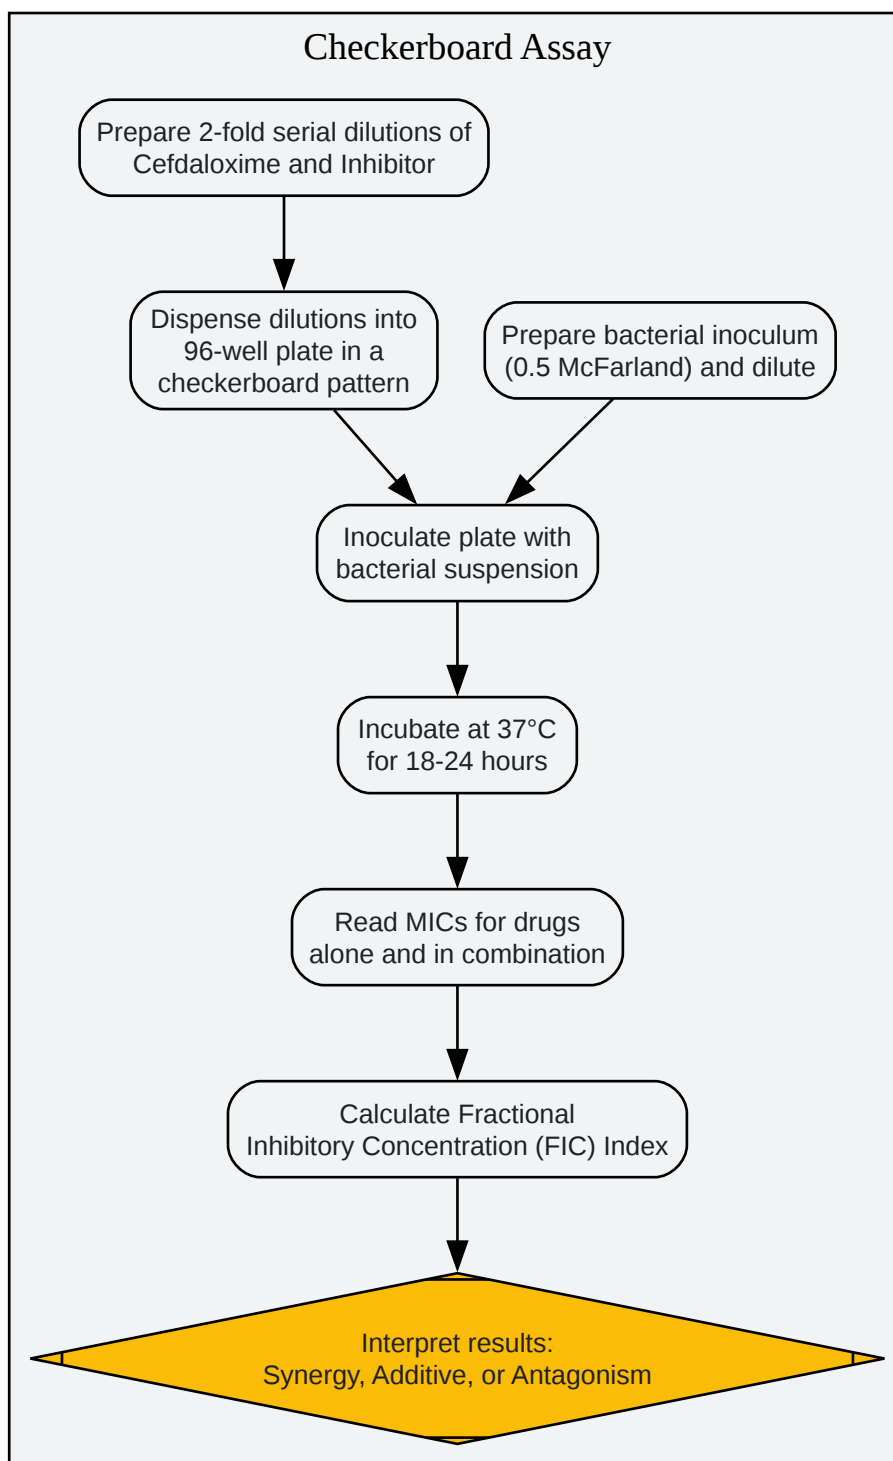 Checkerboard Assay
Prepare 2-fold serial dilutions of
Cefdaloxime and Inhibitor
Dispense dilutions into
96-well plate in a
checkerboard pattern
Prepare bacterial inoculum
(0.5 McFarland) and dilute
Inoculate plate with
bacterial suspension
Incubate at 37°C
for 18-24 hours
Read MICs for drugs
alone and in combination
Calculate Fractional
Inhibitory Concentration (FIC) Index
Interpret results:
Synergy, Additive, or Antagonism